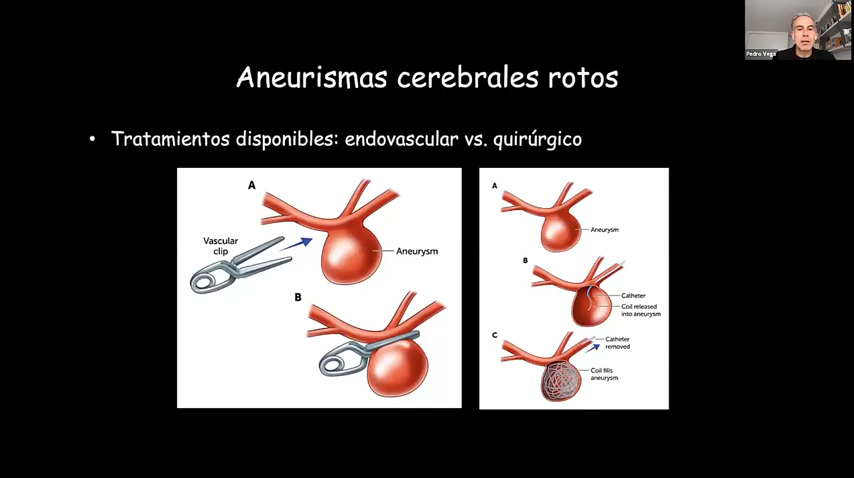 Pedro Vega
Aneurismas cerebrales rotos
• Tratamientos disponibles: endovascular vs. quirúrgico
A
Vascular
clip
Aneurysm
B
A
Aneurysm
B
Catheter
Coil released
into aneurysm
C
Catheter
removed
Coil fills
aneurysm